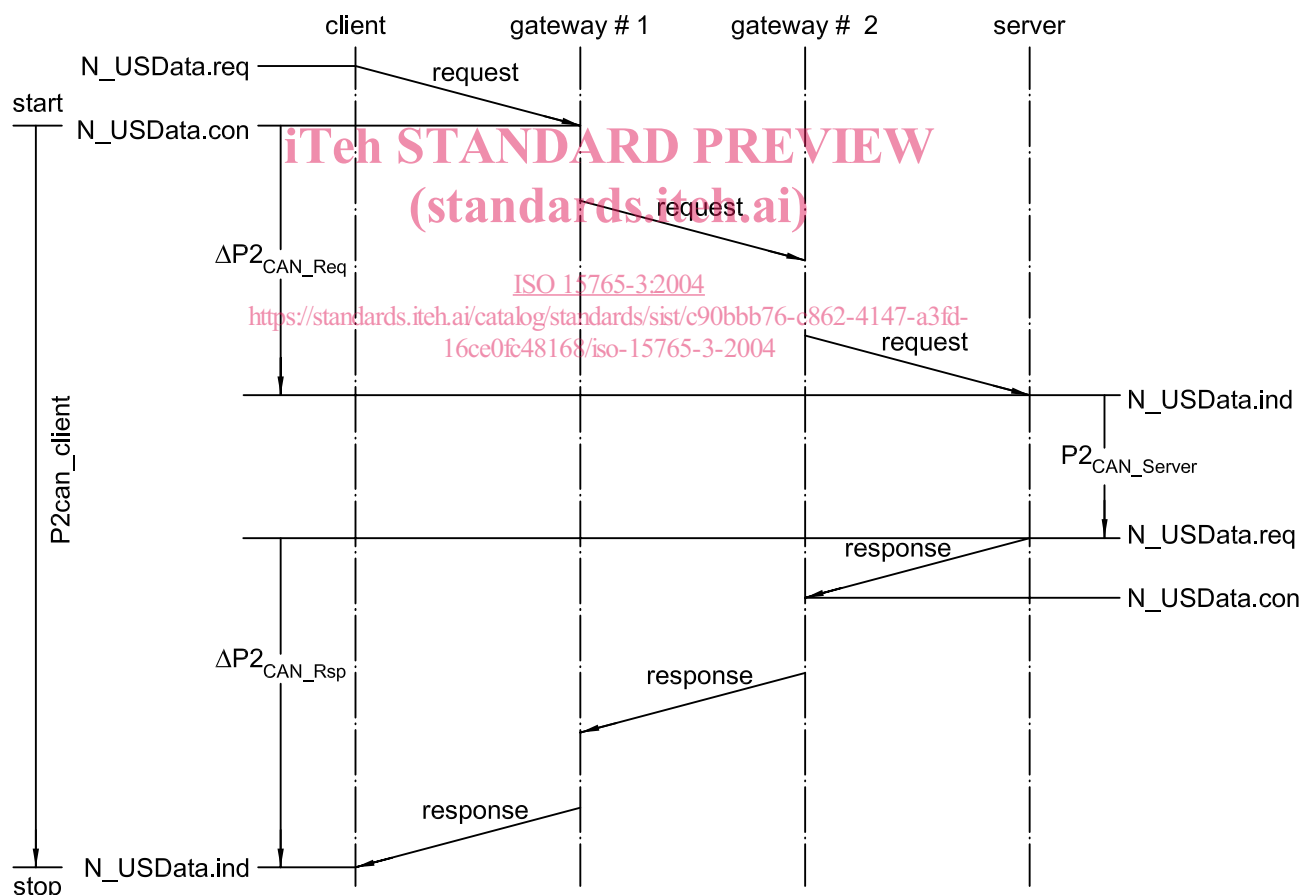 client gateway # 1 gateway # 2 server
N_USData.req
request
start
N_USData.con
iTeh STANDARD PREVIEW
(standards.iteh.ai)
request
ΔP2CAN_Req
ISO 15765-3:2004
https://standards.iteh.ai/catalog/standards/sist/c90bbb76-c862-4147-a3fd-
16ce0fc48168/iso-15765-3-2004
request
N_USData.ind
P2can_client
P2CAN_Server
N_USData.req
response
N_USData.con
ΔP2CAN_Rsp
response
response
N_USData.ind
stop